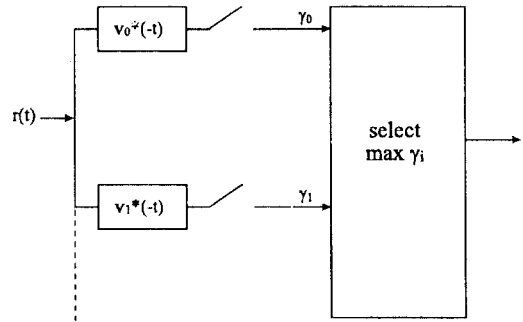 v₀*(-t)
γ₀
r(t)
select
max γᵢ
v₁*(-t)
γ₁